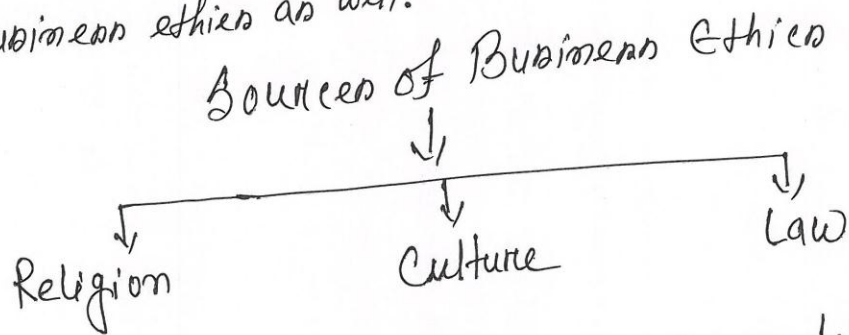 business ethics as well.
Sources of Business Ethics
Religion Culture Law